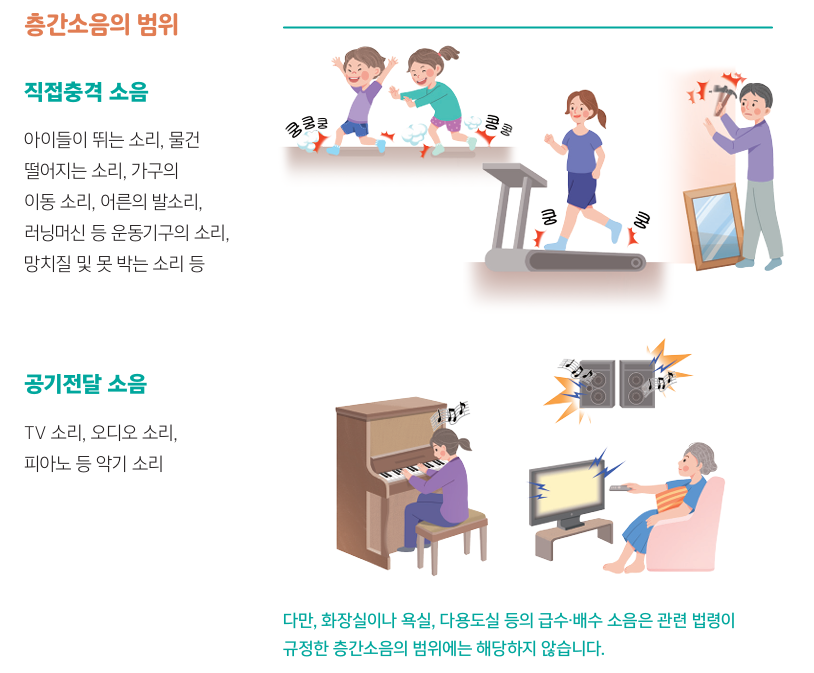 층간소음의 범위
직접충격 소음
아이들이 뛰는 소리, 물건
떨어지는 소리, 가구의
이동 소리, 어른의 발소리,
러닝머신 등 운동기구의 소리,
망치질 및 못 박는 소리 등
쿵쿵쿵
쿵 쿵
쿵
쿵
공기전달 소음
TV 소리, 오디오 소리,
피아노 등 악기 소리
다만, 화장실이나 욕실, 다용도실 등의 급수·배수 소음은 관련 법령이
규정한 층간소음의 범위에는 해당하지 않습니다.